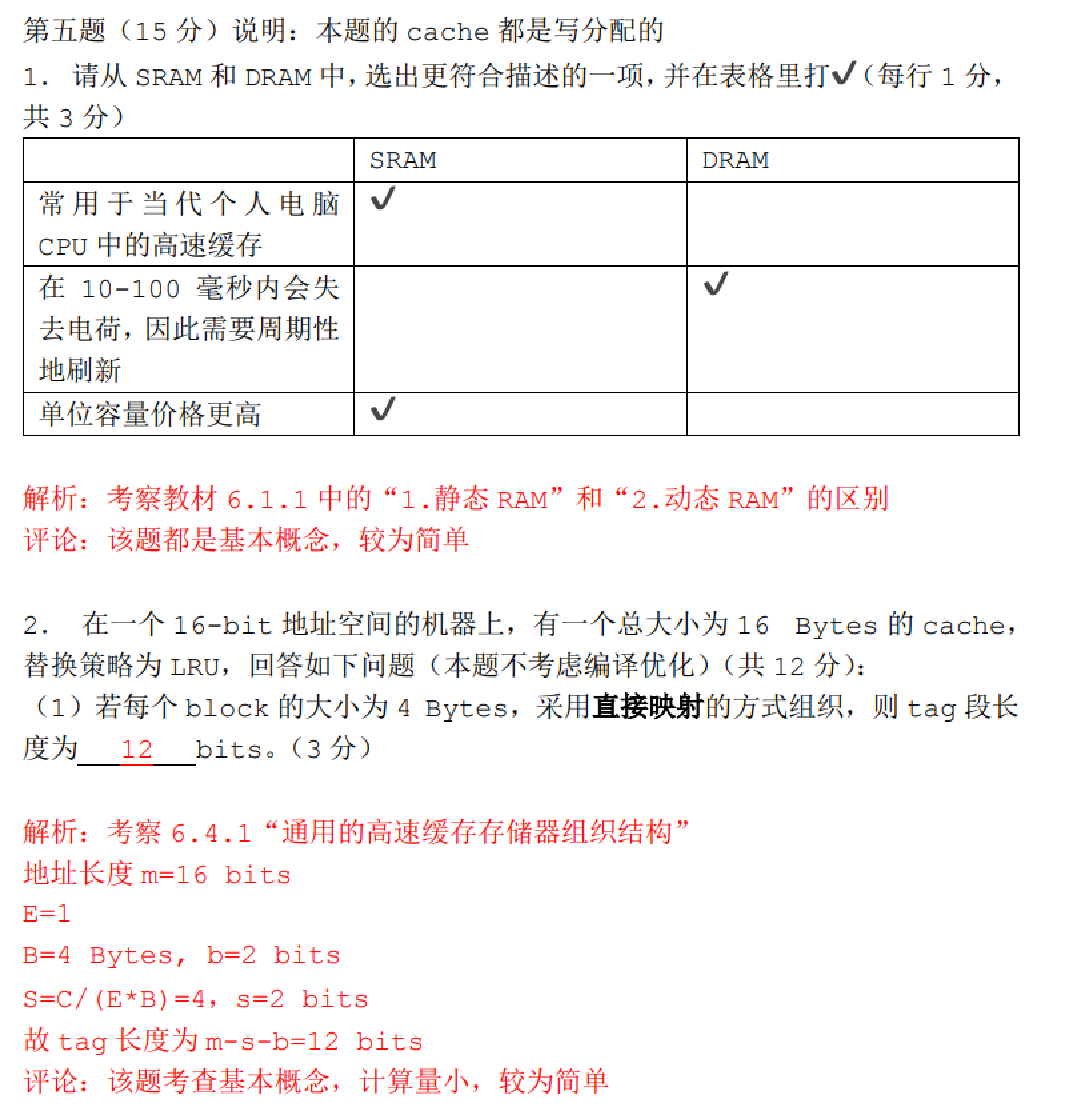 第五题（15 分）说明：本题的 cache 都是写分配的
1. 请从 SRAM 和 DRAM 中，选出更符合描述的一项，并在表格里打✔（每行 1 分，
共 3 分）
SRAM DRAM
常用于当代个人电脑 ✔
CPU 中的高速缓存
在 10-100 毫秒内会失 ✔
去电荷，因此需要周期性
地刷新
单位容量价格更高 ✔
解析：考察教材 6.1.1 中的“1.静态 RAM”和“2.动态 RAM”的区别
评论：该题都是基本概念，较为简单
2. 在一个 16-bit 地址空间的机器上，有一个总大小为 16 Bytes 的 cache，
替换策略为 LRU，回答如下问题（本题不考虑编译优化）（共 12 分）：
（1）若每个 block 的大小为 4 Bytes，采用直接映射的方式组织，则 tag 段长
度为 12 bits。（3 分）
解析：考察 6.4.1“通用的高速缓存存储器组织结构”
地址长度 m=16 bits
E=1
B=4 Bytes, b=2 bits
S=C/(E*B)=4，s=2 bits
故 tag 长度为 m-s-b=12 bits
评论：该题考查基本概念，计算量小，较为简单